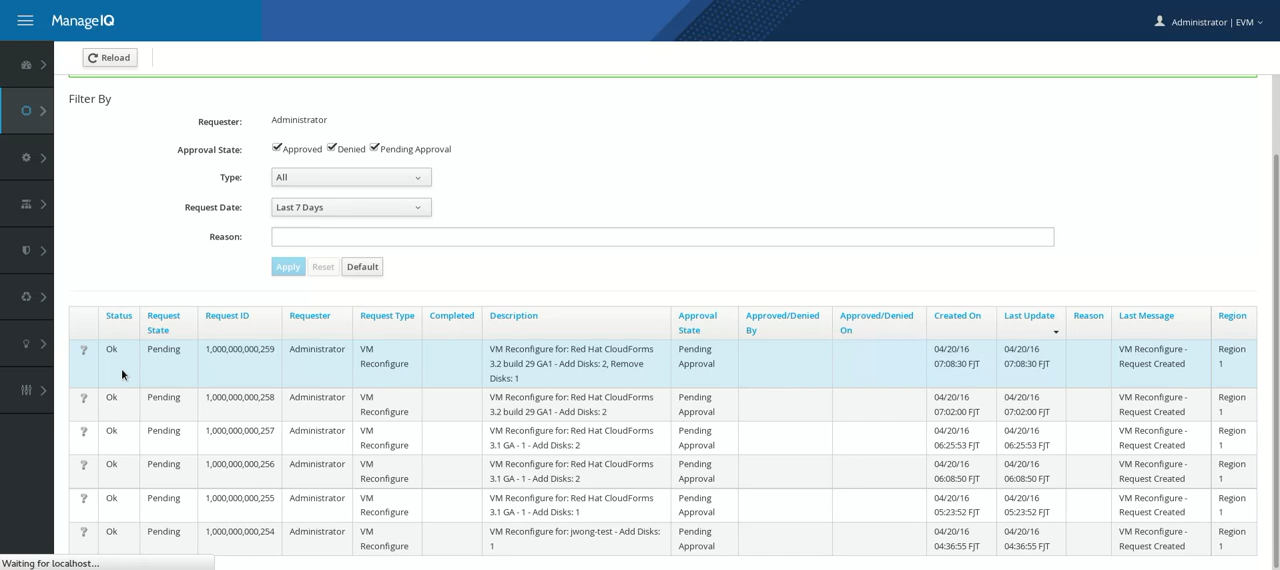 ManageIQ
Administrator | EVM
Reload
Filter By
Requester: Administrator
Approval State: Approved Denied Pending Approval
Type: All
Request Date: Last 7 Days
Reason:
Apply Reset Default
Status Request State Request ID Requester Request Type Completed Description Approval State Approved/Denied By Approved/Denied On Created On Last Update Reason Last Message Region
Ok Pending 1,000,000,000,259 Administrator VM Reconfigure VM Reconfigure for: Red Hat CloudForms 3.2 build 29 GA1 - Add Disks: 2, Remove Disks: 1 Pending Approval 04/20/16 07:08:30 FJT 04/20/16 07:08:30 FJT VM Reconfigure - Request Created Region 1
Ok Pending 1,000,000,000,258 Administrator VM Reconfigure VM Reconfigure for: Red Hat CloudForms 3.2 build 29 GA1 - Add Disks: 2 Pending Approval 04/20/16 07:02:00 FJT 04/20/16 07:02:00 FJT VM Reconfigure - Request Created Region 1
Ok Pending 1,000,000,000,257 Administrator VM Reconfigure VM Reconfigure for: Red Hat CloudForms 3.1 GA - 1 - Add Disks: 2 Pending Approval 04/20/16 06:25:53 FJT 04/20/16 06:25:53 FJT VM Reconfigure - Request Created Region 1
Ok Pending 1,000,000,000,256 Administrator VM Reconfigure VM Reconfigure for: Red Hat CloudForms 3.1 GA - 1 - Add Disks: 2 Pending Approval 04/20/16 06:08:50 FJT 04/20/16 06:08:50 FJT VM Reconfigure - Request Created Region 1
Ok Pending 1,000,000,000,255 Administrator VM Reconfigure VM Reconfigure for: Red Hat CloudForms 3.1 GA - 1 - Add Disks: 1 Pending Approval 04/20/16 05:23:52 FJT 04/20/16 05:23:52 FJT VM Reconfigure - Request Created Region 1
Ok Pending 1,000,000,000,254 Administrator VM Reconfigure VM Reconfigure for: jwong-test - Add Disks: 1 Pending Approval 04/20/16 04:36:55 FJT 04/20/16 04:36:55 FJT VM Reconfigure - Request Created Region 1
Waiting for localhost...